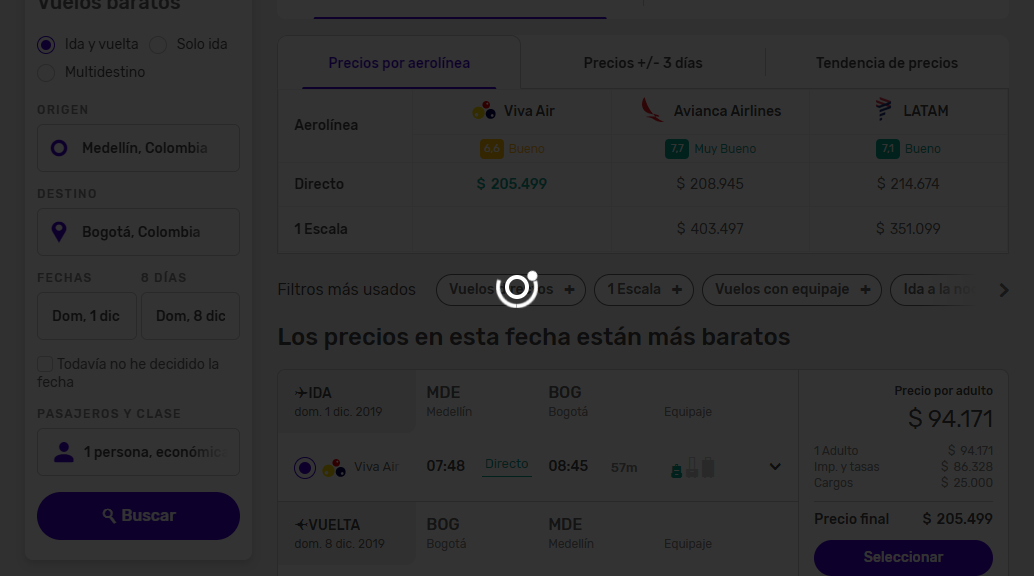 Vuelos baratos
Ida y vuelta
Solo ida
Multidestino
ORIGEN
Medellín, Colombia
DESTINO
Bogotá, Colombia
FECHAS
8 DÍAS
Dom, 1 dic
Dom, 8 dic
Todavía no he decidido la
fecha
PASAJEROS Y CLASE
1 persona, económica
Buscar
Precios por aerolínea
Precios +/- 3 días
Tendencia de precios
Aerolínea
Viva Air
Avianca Airlines
LATAM
6,6 Bueno
7,7 Muy Bueno
7,1 Bueno
Directo
$ 205.499
$ 208.945
$ 214.674
1 Escala
$ 403.497
$ 351.099
Filtros más usados
Vuelos
1 Escala +
Vuelos con equipaje +
Ida a la
Los precios en esta fecha están más baratos
IDA
MDE
BOG
dom. 1 dic. 2019
Medellín
Bogotá
Equipaje
Viva Air
07:48
Directo
08:45
57m
VUELTA
BOG
MDE
dom. 8 dic. 2019
Bogotá
Medellín
Equipaje
Precio por adulto
$ 94.171
1 Adulto
$ 94.171
Imp. y tasas
$ 86.328
Cargos
$ 25.000
Precio final
$ 205.499
Seleccionar